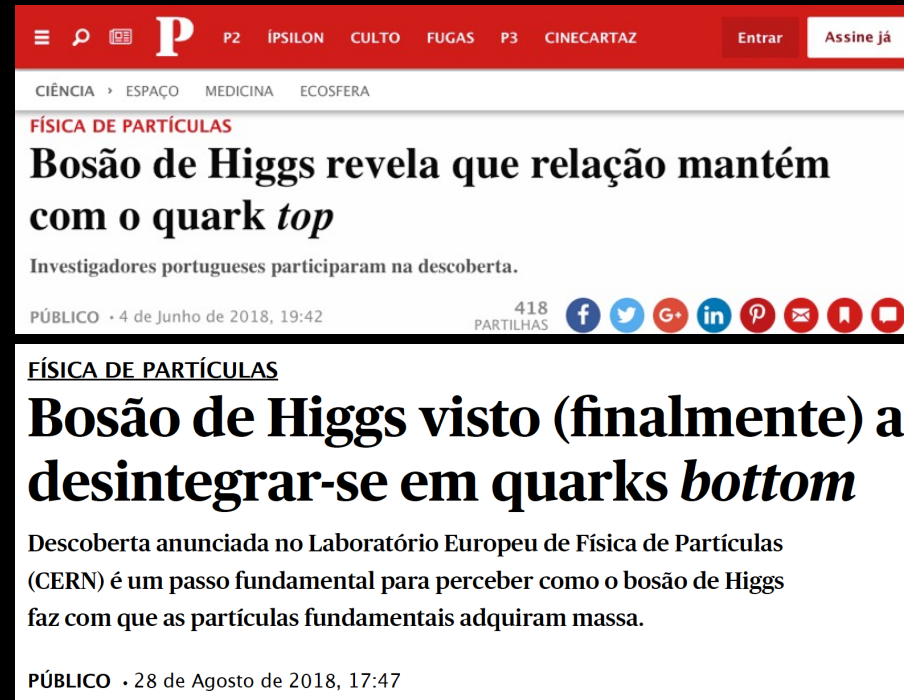 P P2 ÍPSILON CULTO FUGAS P3 CINECARTAZ Entrar Assine já
CIÊNCIA › ESPAÇO MEDICINA ECOSFERA
FÍSICA DE PARTÍCULAS
Bosão de Higgs revela que relação mantém
com o quark top
Investigadores portugueses participaram na descoberta.
PÚBLICO • 4 de Junho de 2018, 19:42
418
PARTILHAS
f G+ in
FÍSICA DE PARTÍCULAS
Bosão de Higgs visto (finalmente) a
desintegrar-se em quarks bottom
Descoberta anunciada no Laboratório Europeu de Física de Partículas
(CERN) é um passo fundamental para perceber como o bosão de Higgs
faz com que as partículas fundamentais adquiram massa.
PÚBLICO • 28 de Agosto de 2018, 17:47